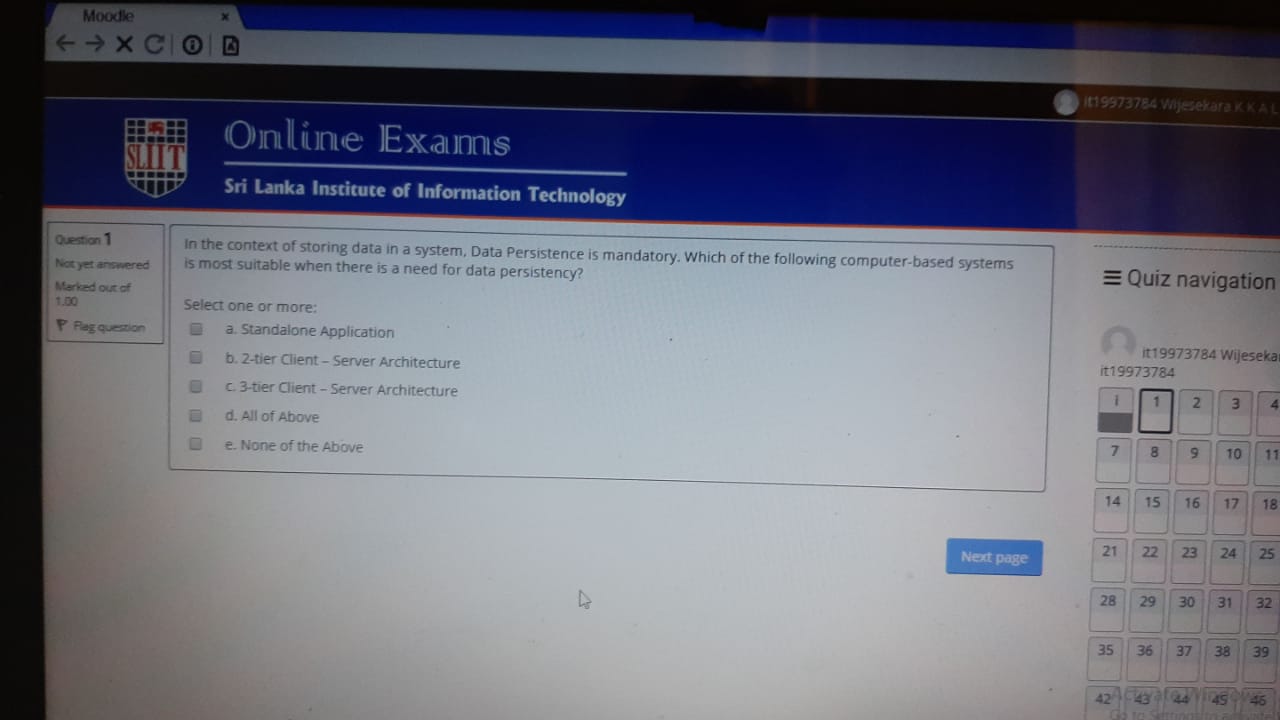 Moodle
it19973784 Wijesekara K K A
SLIIT
Online Exams
Sri Lanka Institute of Information Technology
Question 1
Not yet answered
Marked out of
1.00
Flag question
In the context of storing data in a system, Data Persistence is mandatory. Which of the following computer-based systems
is most suitable when there is a need for data persistency?
Select one or more:
a. Standalone Application
b. 2-tier Client – Server Architecture
c. 3-tier Client – Server Architecture
d. All of Above
e. None of the Above
Next page
Quiz navigation
it19973784 Wijeseka
it19973784
i 1 2 3 4
7 8 9 10 11
14 15 16 17 18
21 22 23 24 25
28 29 30 31 32
35 36 37 38 39
42 43 44 45 46
Activate Windows
Go to Settings to activate